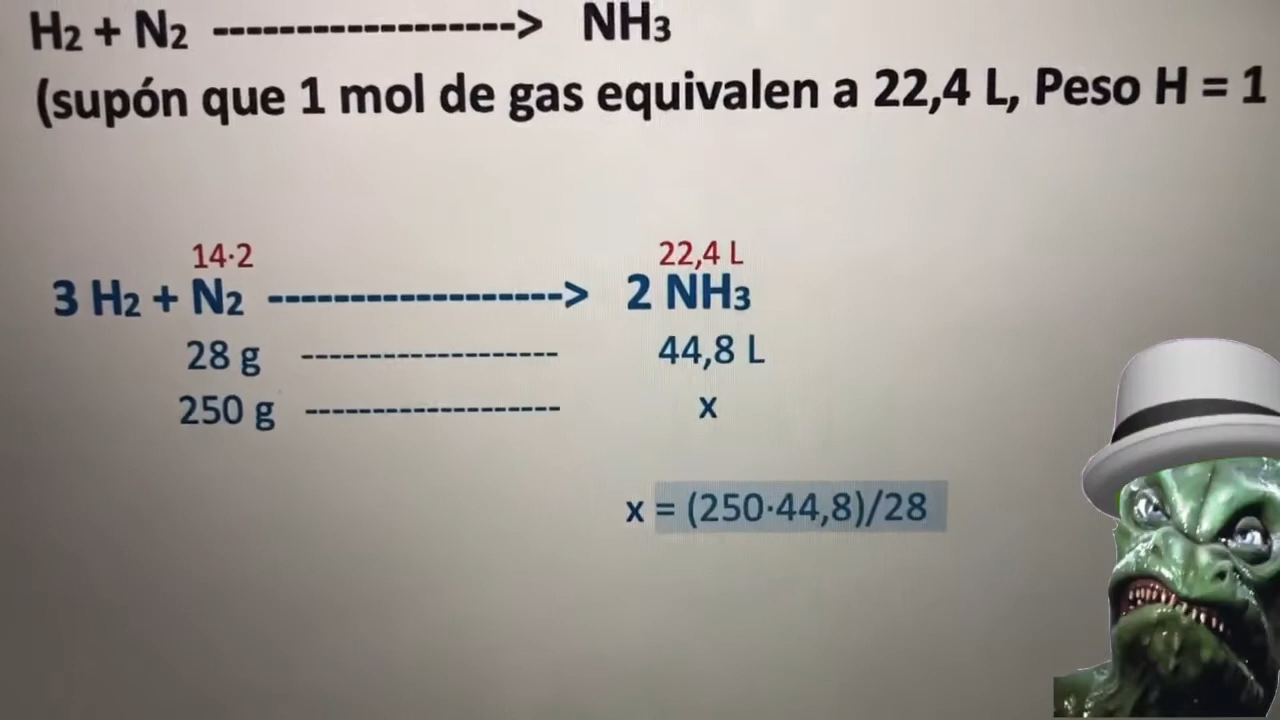 H₂ + N₂ ------------------> NH₃
(supón que 1 mol de gas equivalen a 22,4 L, Peso H = 1
14·2 22,4 L
3 H₂ + N₂ ------------------> 2 NH₃
28 g ------------------- 44,8 L
250 g ------------------- x
x = (250·44,8)/28